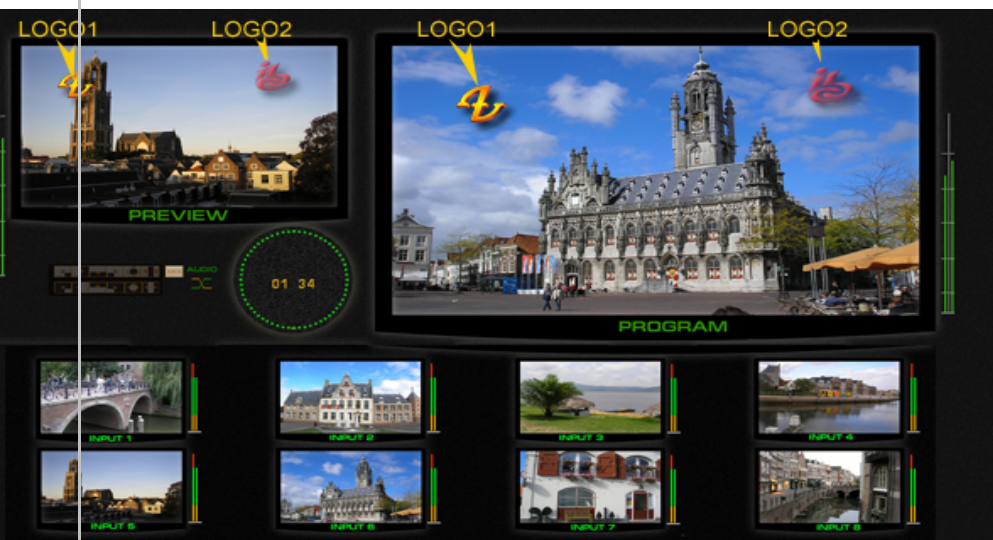 LOGO1
LOGO2
LOGO1
LOGO2
PREVIEW
AUDIO
01 34
PROGRAM
INPUT 1
INPUT 2
INPUT 3
INPUT 4
INPUT 5
INPUT 6
INPUT 7
INPUT 8